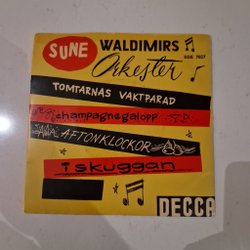 SUNE WALDIMIRS
Orkester
TOMTARNAS VAKTPARAD
champagnegalopp
AFTONKLOCKOR
i skuggan
DECCA